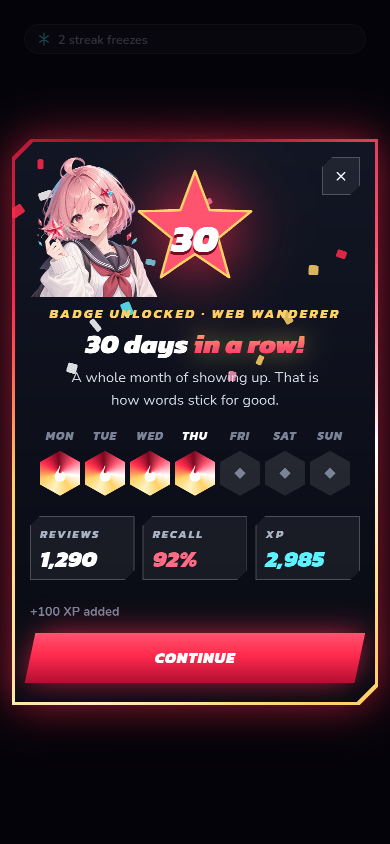 2 streak freezes
×
30
BADGE UNLOCKED · WEB WANDERER
30 days in a row!
A whole month of showing up. That is
how words stick for good.
MON TUE WED THU FRI SAT SUN
REVIEWS RECALL XP
1,290 92% 2,985
+100 XP added
CONTINUE